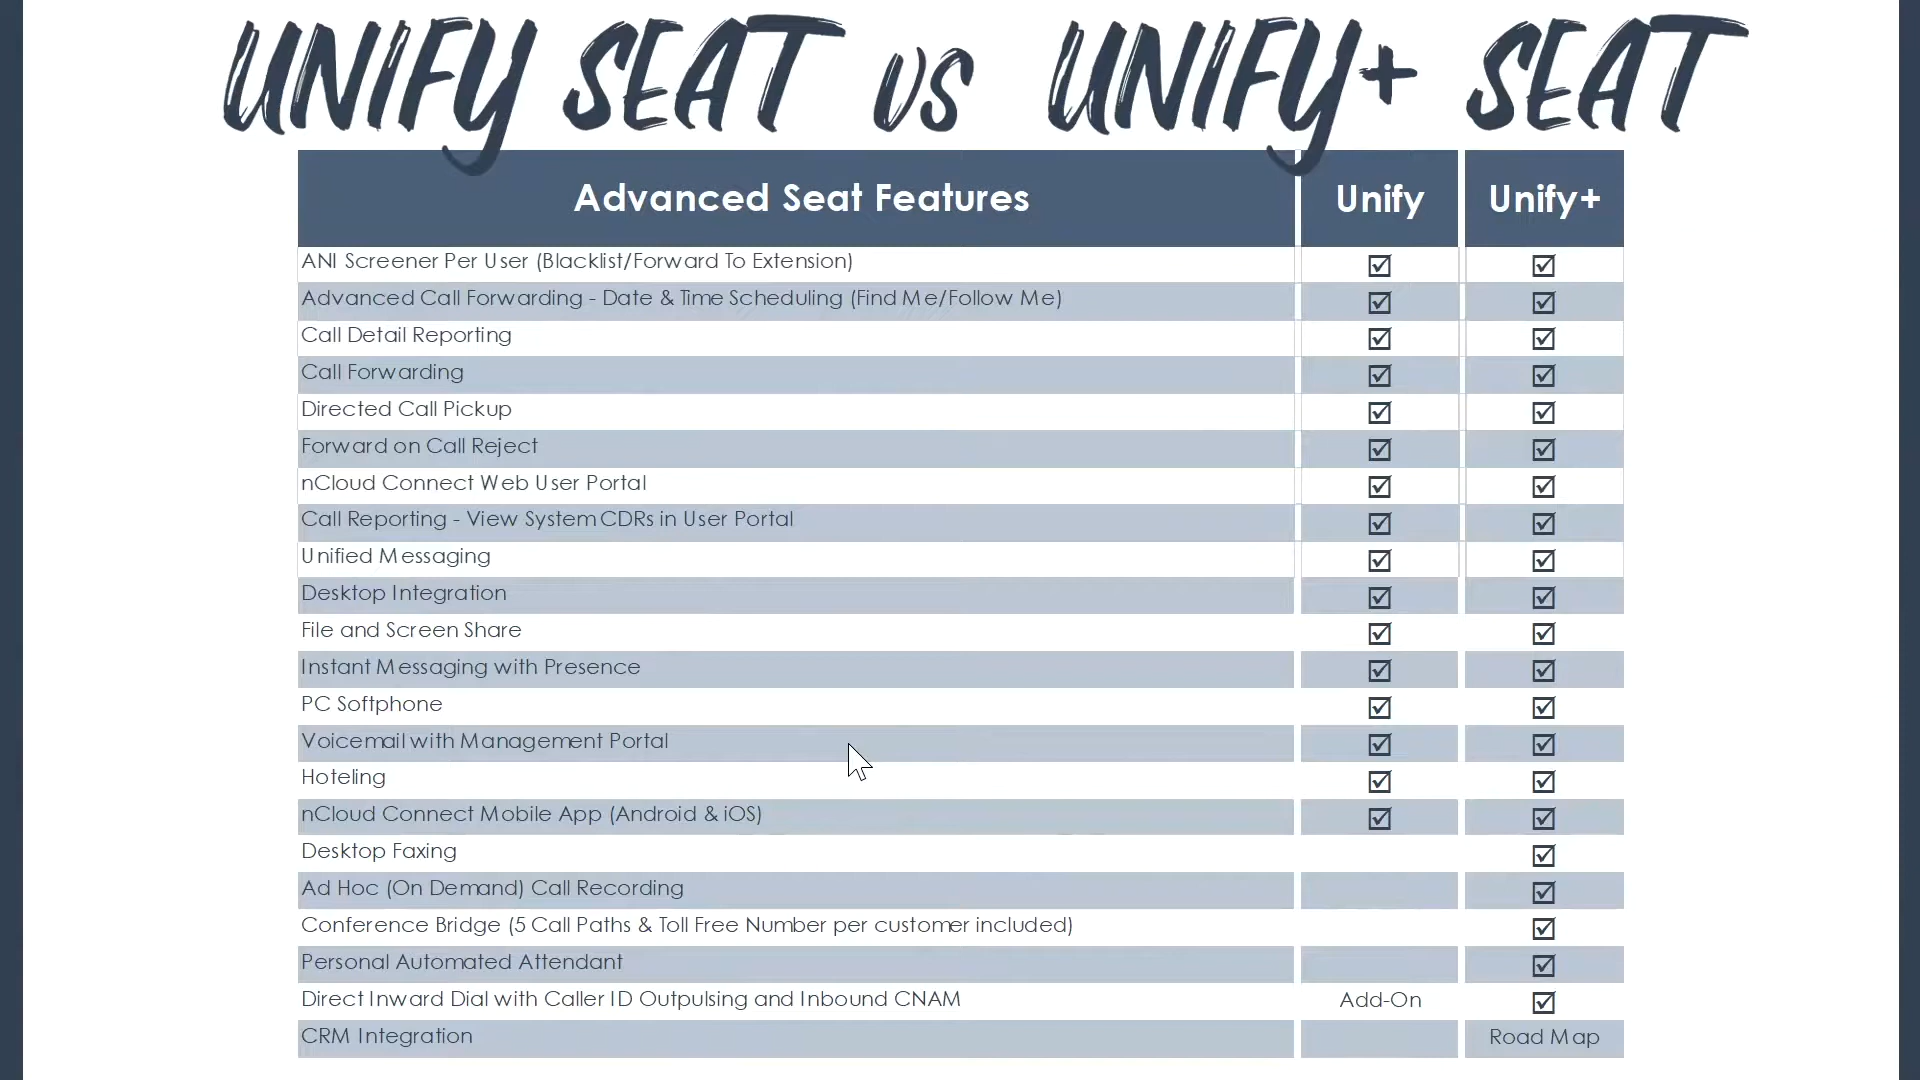 UNIFY SEAT VS UNIFY+ SEAT
Advanced Seat Features Unify Unify+
ANI Screener Per User (Blacklist/Forward To Extension) ☑ ☑
Advanced Call Forwarding - Date & Time Scheduling (Find Me/Follow Me) ☑ ☑
Call Detail Reporting ☑ ☑
Call Forwarding ☑ ☑
Directed Call Pickup ☑ ☑
Forward on Call Reject ☑ ☑
nCloud Connect Web User Portal ☑ ☑
Call Reporting - View System CDRs in User Portal ☑ ☑
Unified Messaging ☑ ☑
Desktop Integration ☑ ☑
File and Screen Share ☑ ☑
Instant Messaging with Presence ☑ ☑
PC Softphone ☑ ☑
Voicemail with Management Portal ☑ ☑
Hoteling ☑ ☑
nCloud Connect Mobile App (Android & iOS) ☑ ☑
Desktop Faxing ☑
Ad Hoc (On Demand) Call Recording ☑
Conference Bridge (5 Call Paths & Toll Free Number per customer included) ☑
Personal Automated Attendant ☑
Direct Inward Dial with Caller ID Outpulsing and Inbound CNAM Add-On ☑
CRM Integration Road Map